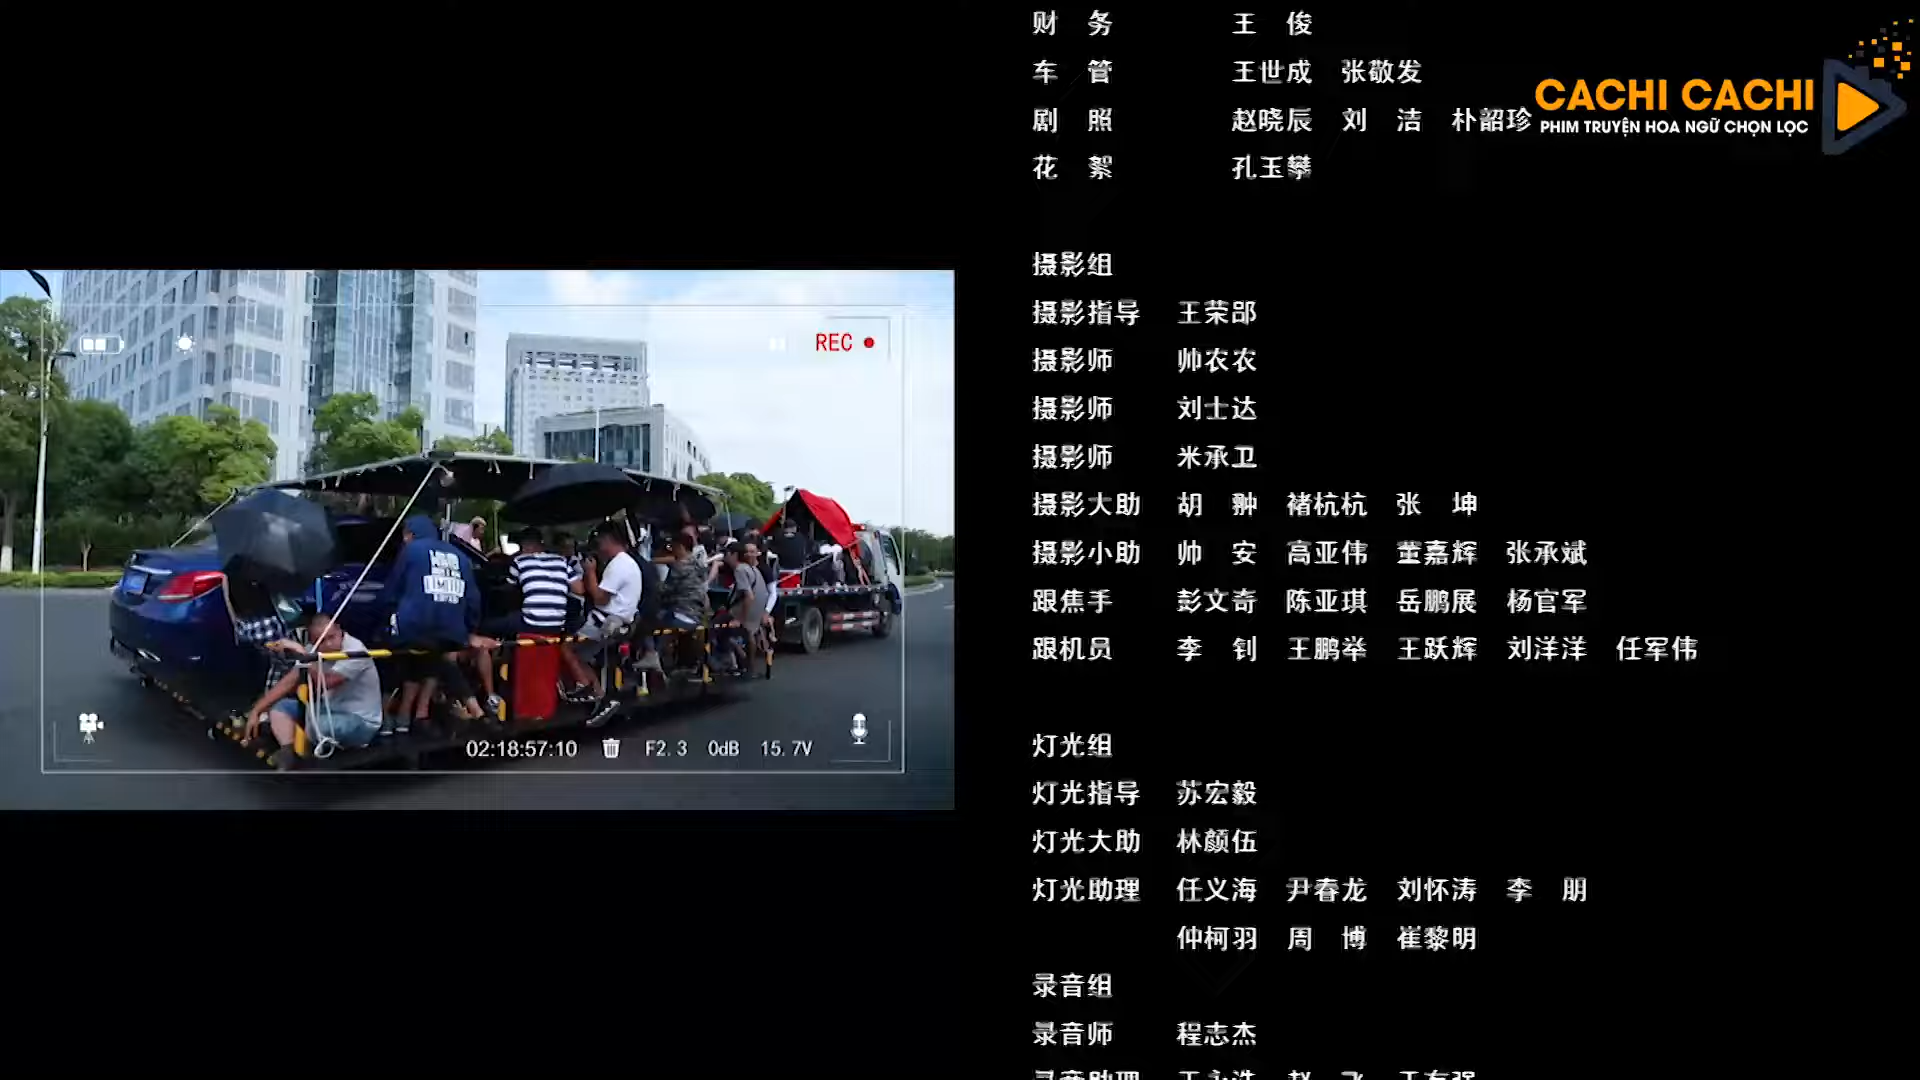 财 务 王 俊
车 管 王世成 张敬发
剧 照 赵晓辰 刘 洁 朴韶珍
花 絮 孔玉攀
CACHI CACHI
PHIM TRUYỆN HOA NGỮ CHỌN LỌC
REC
02:18:57:10 F2.3 0dB 15.7V
摄影组
摄影指导 王荣郘
摄影师 帅农农
摄影师 刘士达
摄影师 米承卫
摄影大助 胡 翀 褚杭杭 张 坤
摄影小助 帅 安 高亚伟 董嘉辉 张承斌
跟焦手 彭文奇 陈亚琪 岳鹏展 杨官军
跟机员 李 钊 王鹏举 王跃辉 刘洋洋 任军伟
灯光组
灯光指导 苏宏毅
灯光大助 林颜伍
灯光助理 任义海 尹春龙 刘怀涛 李 朋
仲柯羽 周 博 崔黎明
录音组
录音师 程志杰